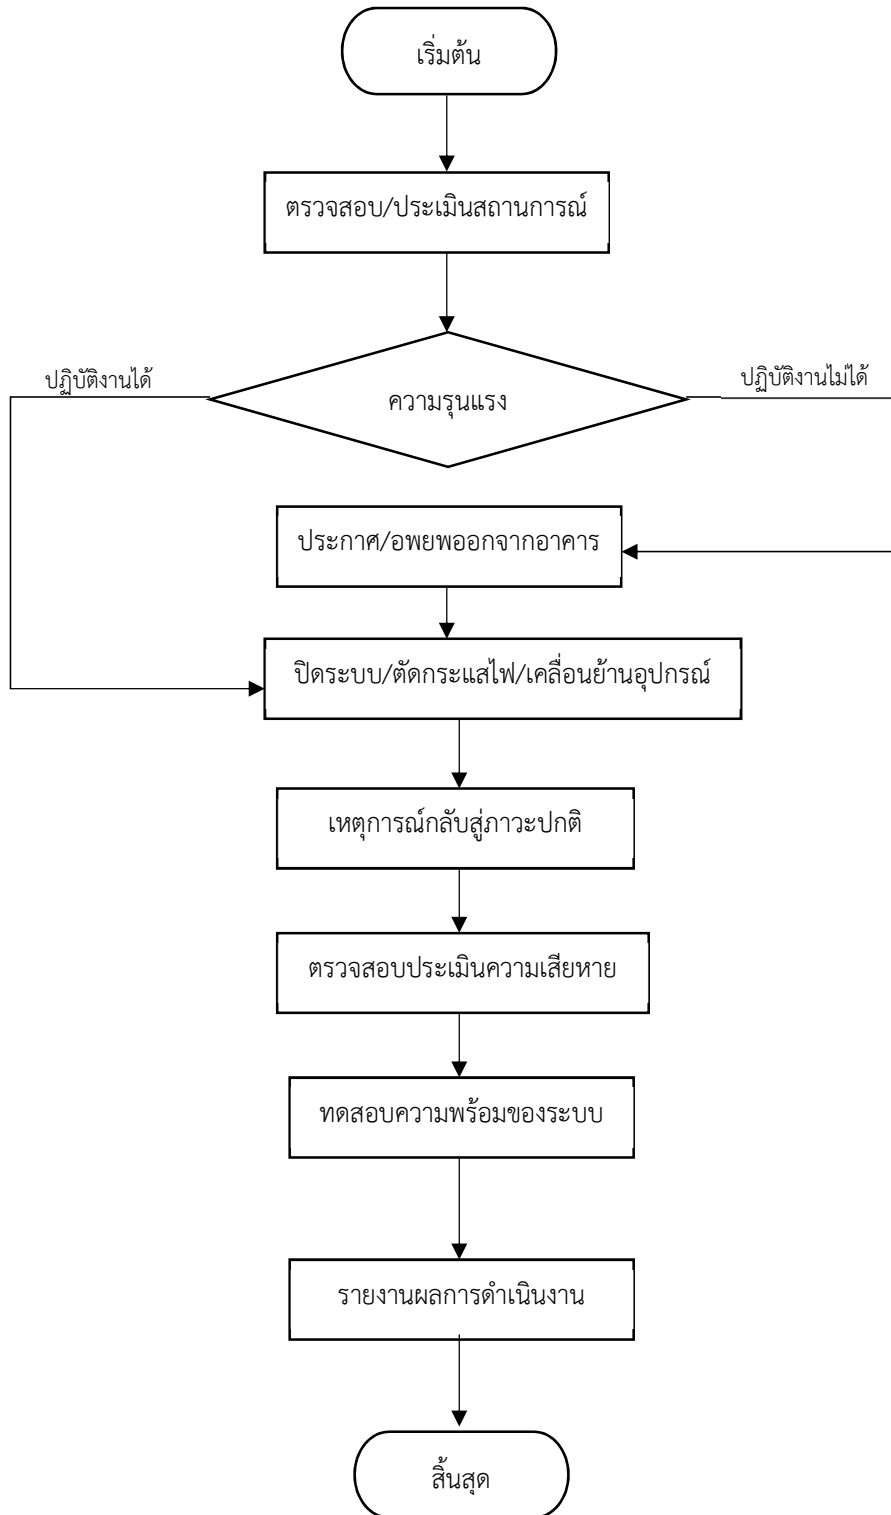 เริ่มต้น
ตรวจสอบ/ประเมินสถานการณ์
ปฏิบัติงานได้
ปฏิบัติงานไม่ได้
ความรุนแรง
ประกาศ/อพยพออกจากอาคาร
ปิดระบบ/ตัดกระแสไฟ/เคลื่อนย้านอุปกรณ์
เหตุการณ์กลับสู่ภาวะปกติ
ตรวจสอบประเมินความเสียหาย
ทดสอบความพร้อมของระบบ
รายงานผลการดำเนินงาน
สิ้นสุด